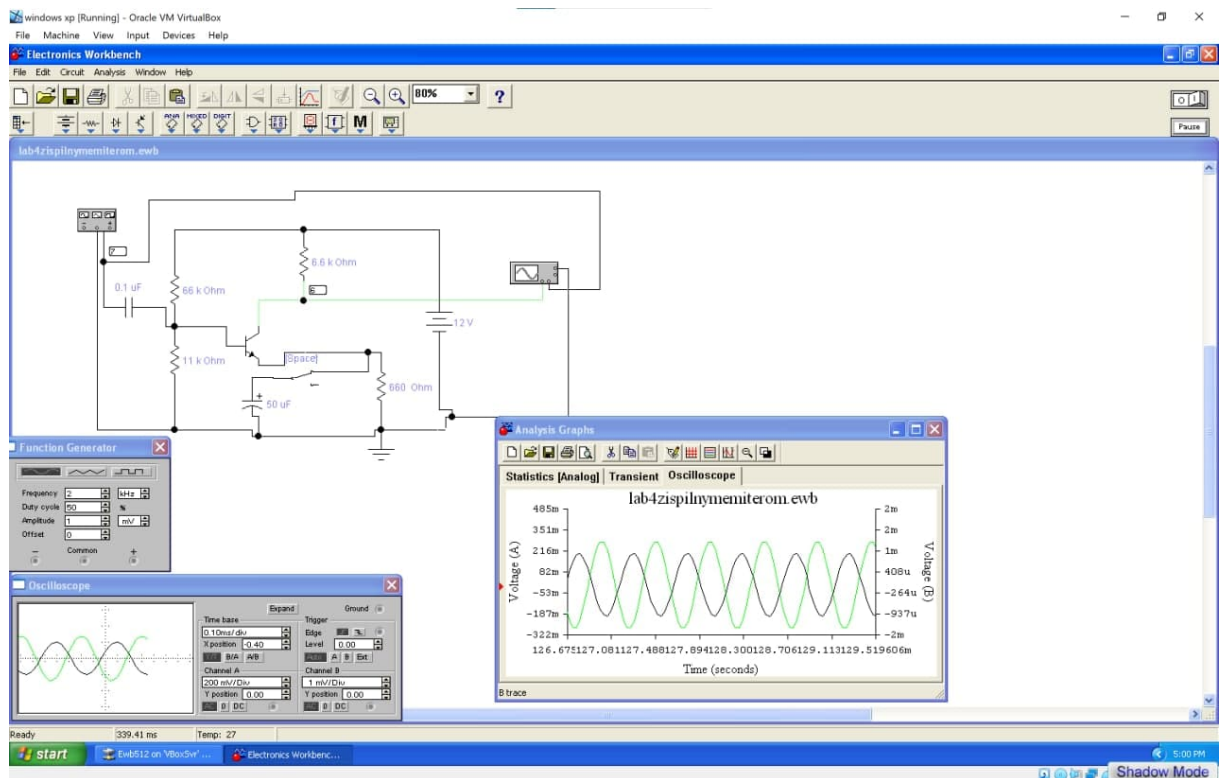 windows xp [Running] - Oracle VM VirtualBox
File Machine View Input Devices Help
Electronics Workbench
File Edit Circuit Analysis Window Help
80%
?
ANA MIXED DIGIT
M
Pause
lab4zispilnymemiterom.ewb
7
6.6 k Ohm
0.1 uF
66 k Ohm
6
12 V
11 k Ohm
[Space]
660 Ohm
50 uF
Function Generator
Frequency 2 kHz
Duty cycle 50 %
Amplitude 1 mV
Offset 0
- Common +
Oscilloscope
Expand Ground
Time base
0.10ms/div
X position -0.40
B/A A/B
Channel A
200 mV/Div
Y position 0.00
AC 0 DC
Trigger
Edge
Level 0.00
Auto A B Ext
Channel B
1 mV/Div
Y position 0.00
AC 0 DC
Analysis Graphs
Statistics [Analog] Transient Oscilloscope
lab4zispilnymemiterom.ewb
Voltage (A)
485m
351m
216m
82m
-53m
-187m
-322m
2m
2m
1m
408u
-264u
-937u
-2m
Voltage (B)
126.675127.081127.488127.894128.300128.706129.113129.519606m
Time (seconds)
B trace
Ready 339.41 ms Temp: 27
start Ewb512 on 'VBoxSvr' ... Electronics Workbenc... 5:00 PM
Shadow Mode